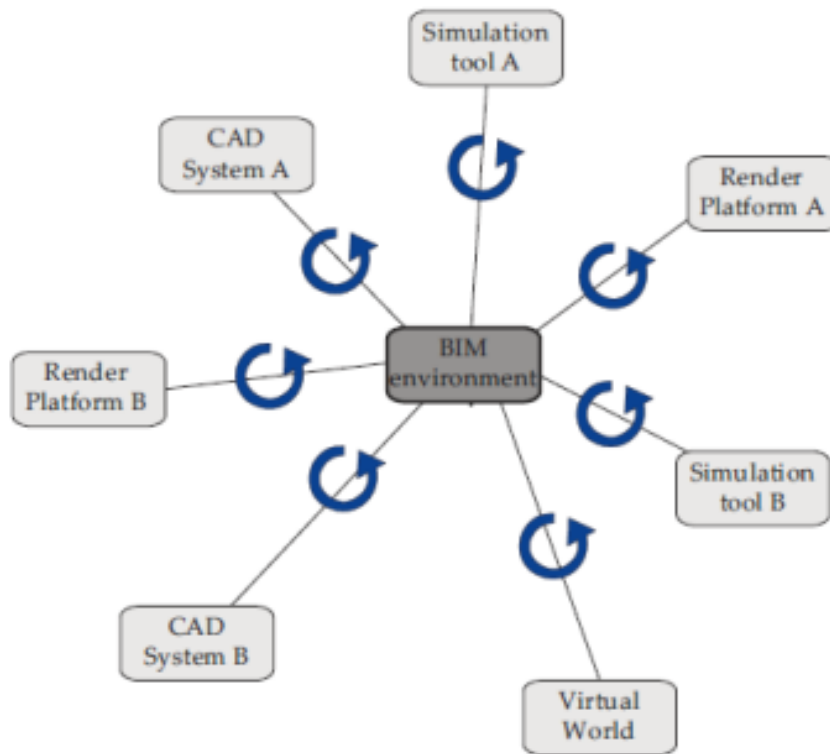 Simulation
tool A
CAD
System A
Render
Platform A
BIM
environment
Render
Platform B
Simulation
tool B
CAD
System B
Virtual
World